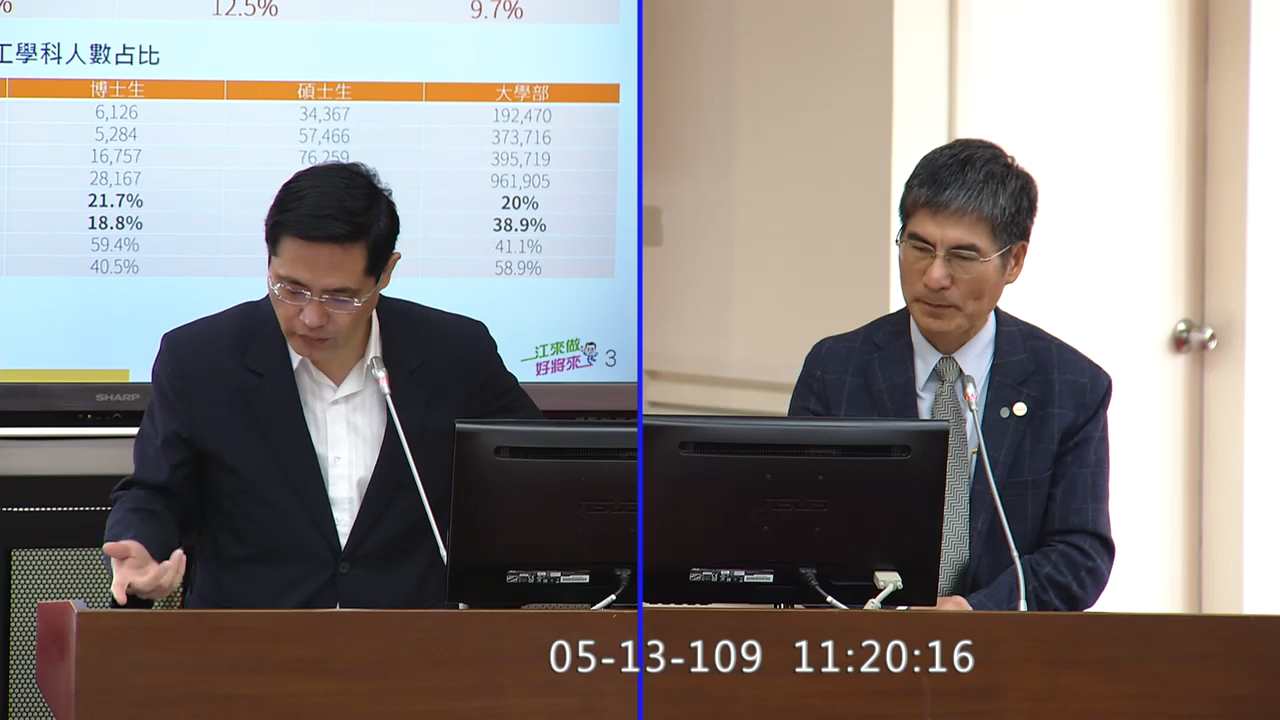 %
12.5%
9.7%
工學科人數占比
博士生 碩士生 大學部
6,126 34,367 192,470
5,284 57,466 373,716
16,757 76,259 395,719
28,167 961,905
21.7% 20%
18.8% 38.9%
59.4% 41.1%
40.5% 58.9%
江來做
好將來
3
SHARP
ASUS
05-13-109 11:20:16